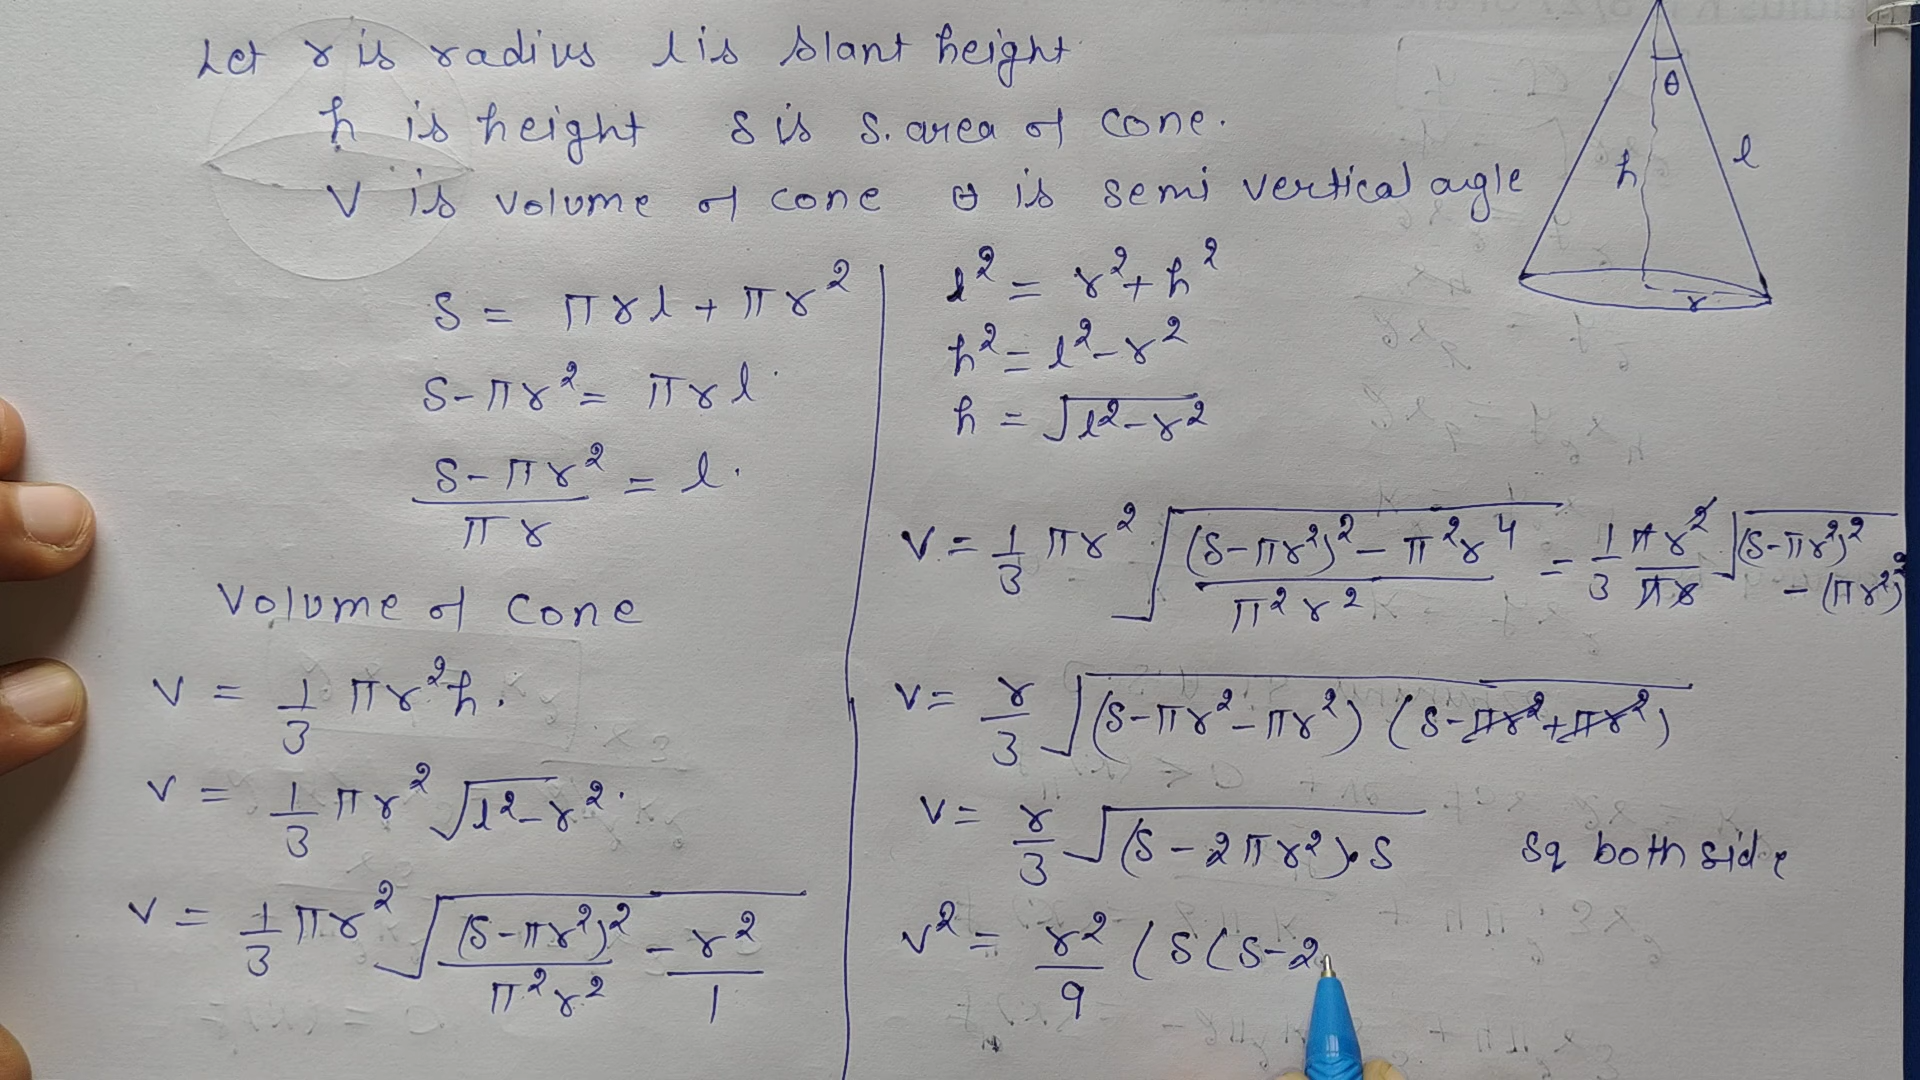 Let r is radius l is slant height
h is height S is S. area of cone.
V is volume of cone θ is semi vertical angle
θ
h
l
r
S = πrl + πr²
S - πr² = πrl
(S - πr²)/(πr) = l.
Volume of cone
V = 1/3 πr²h.
V = 1/3 πr² √(l² - r²).
V = 1/3 πr² √((S - πr²)²/(π²r²) - r²/1)
l² = r² + h²
h² = l² - r²
h = √(l² - r²)
V = 1/3 πr² √(((S - πr²)² - π²r⁴)/(π²r²)) = 1/3 πr²/(πr) √((S - πr²)² - (πr²)²)
V = r/3 √((S - πr² - πr²) (S - πr² + πr²))
V = r/3 √((S - 2πr²)·S) Sq both side
V² = r²/9 (S(S - 2